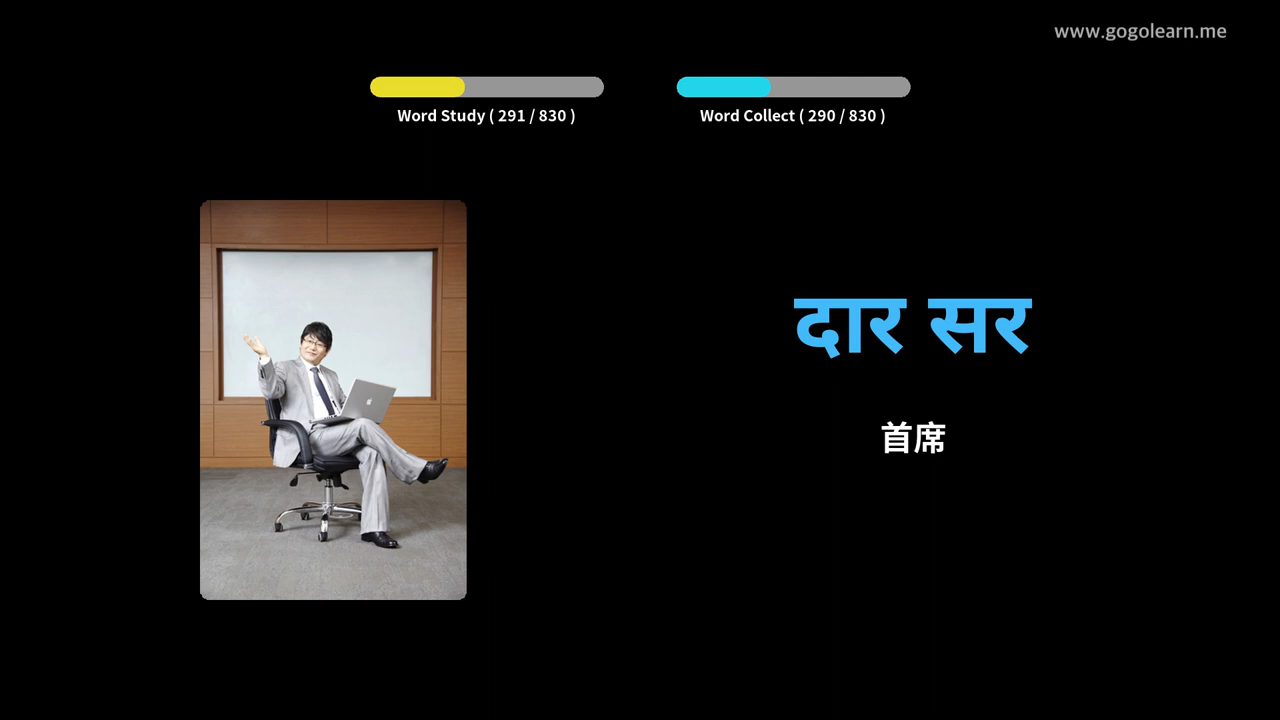 www.gogolearn.me
Word Study ( 291 / 830 )
Word Collect ( 290 / 830 )
दार सर
首席